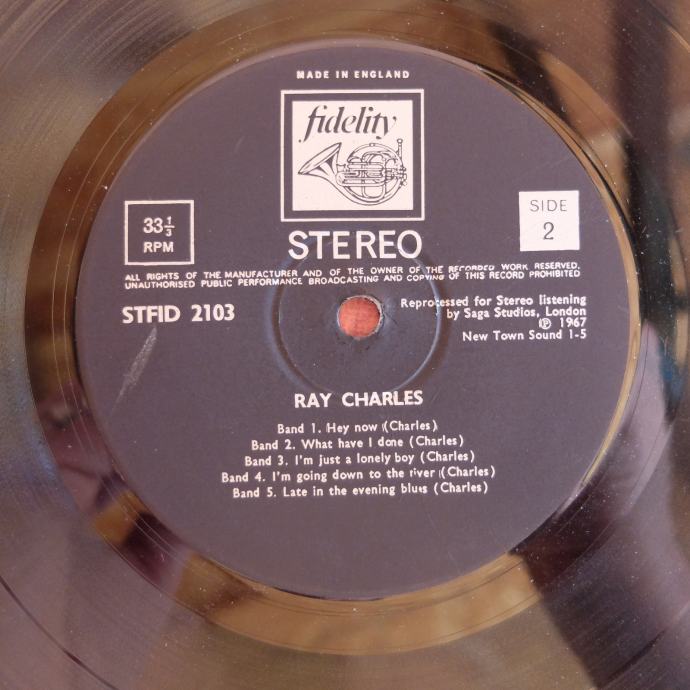 MADE IN ENGLAND
fidelity
33 1/3
RPM
SIDE
2
STEREO
ALL RIGHTS OF THE MANUFACTURER AND OF THE OWNER OF THE RECORDED WORK RESERVED.
UNAUTHORISED PUBLIC PERFORMANCE BROADCASTING AND COPYING OF THIS RECORD PROHIBITED
STFID 2103
Reprocessed for Stereo listening
by Saga Studios, London
℗ 1967
New Town Sound 1-5
RAY CHARLES
Band 1. Hey now (Charles)
Band 2. What have I done (Charles)
Band 3. I'm just a lonely boy (Charles)
Band 4. I'm going down to the river (Charles)
Band 5. Late in the evening blues (Charles)